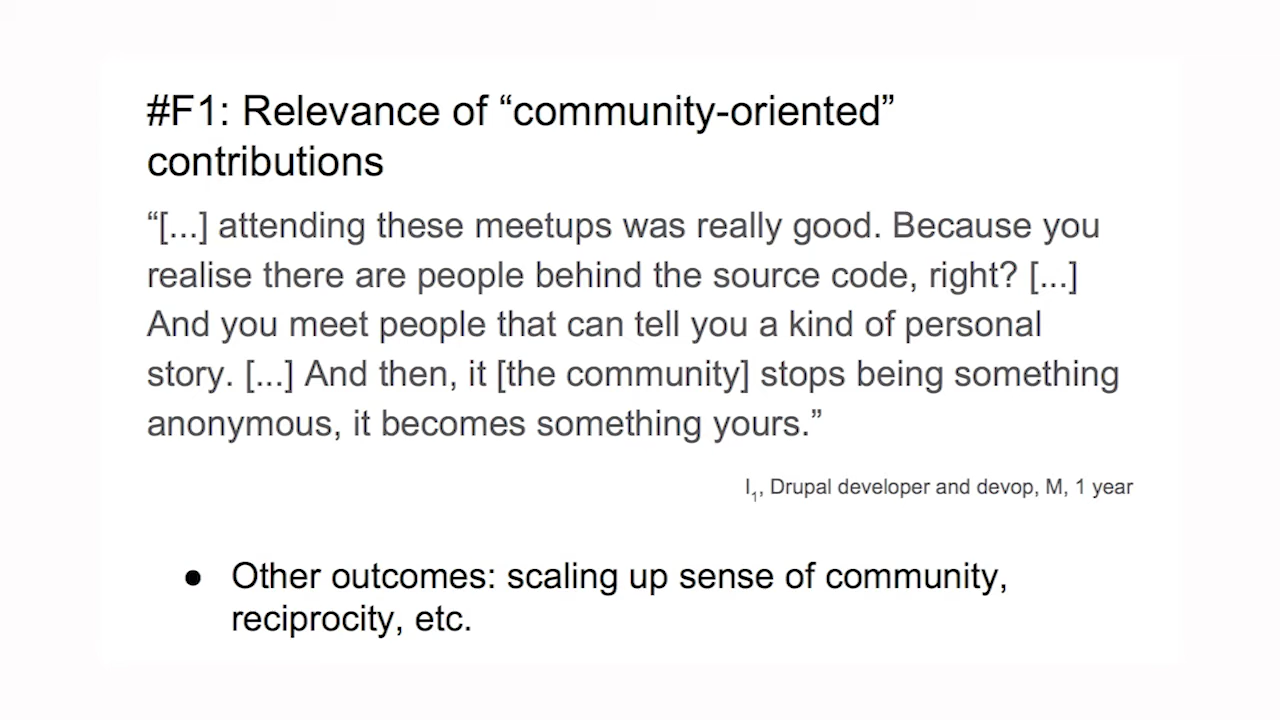 #F1: Relevance of “community-oriented”
contributions
“[...] attending these meetups was really good. Because you
realise there are people behind the source code, right? [...]
And you meet people that can tell you a kind of personal
story. [...] And then, it [the community] stops being something
anonymous, it becomes something yours.”
I₁, Drupal developer and devop, M, 1 year
● Other outcomes: scaling up sense of community,
reciprocity, etc.